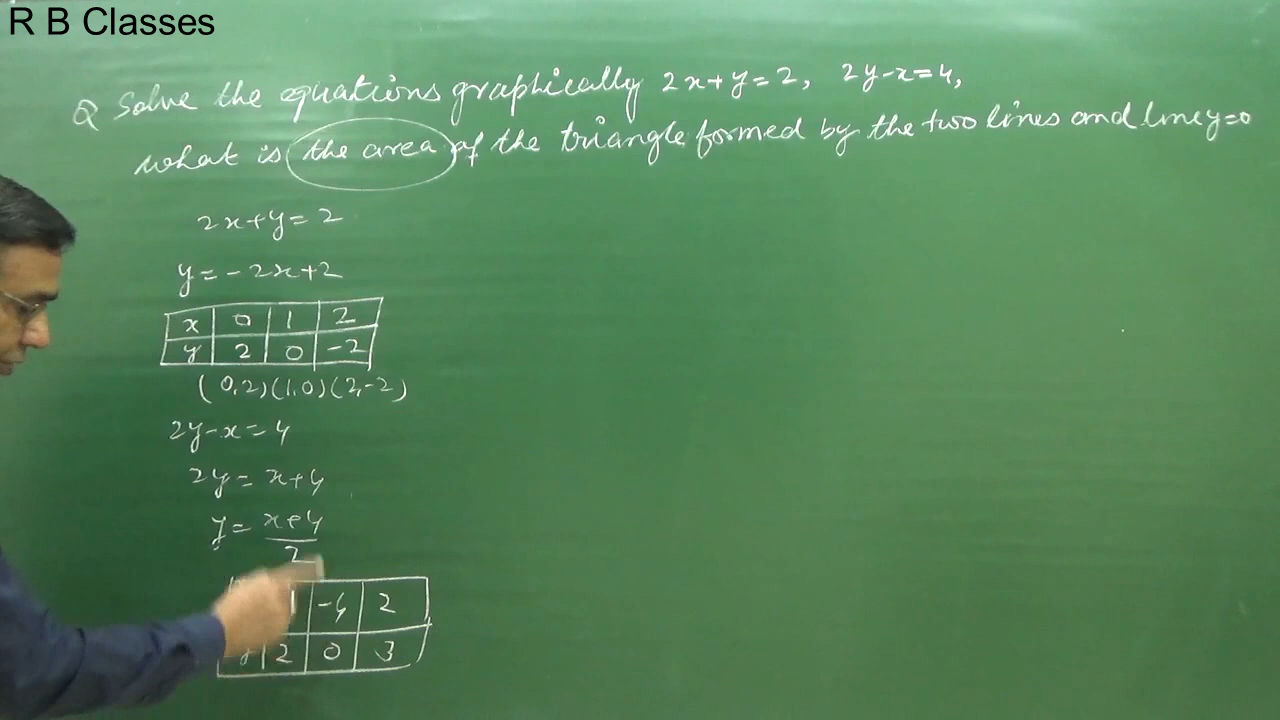 R B Classes
Q Solve the equations graphically 2x+y=2, 2y-x=4,
what is the area of the triangle formed by the two lines and line y=0
2x+y=2
y=-2x+2
x 0 1 2
y 2 0 -2
(0,2)(1,0)(2,-2)
2y-x=4
2y=x+4
y=x+4
2
-4 2
y 2 0 3